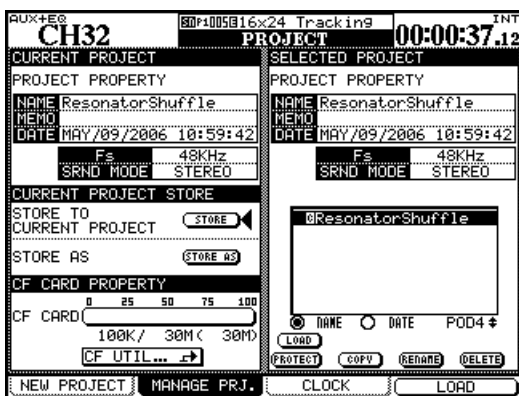 AUX+EQ
CH32
16x24 Tracking
PROJECT
INT
00:00:37.12
CURRENT PROJECT
PROJECT PROPERTY
NAME ResonatorShuffle
MEMO
DATE MAY/09/2006 10:59:42
Fs 48KHz
SRND MODE STEREO
CURRENT PROJECT STORE
STORE TO
CURRENT PROJECT
STORE
STORE AS
STORE AS
CF CARD PROPERTY
0 25 50 75 100
CF CARD
100K/ 30M( 30M)
CF UTIL...
SELECTED PROJECT
PROJECT PROPERTY
NAME ResonatorShuffle
MEMO
DATE MAY/09/2006 10:59:42
Fs 48KHz
SRND MODE STEREO
ResonatorShuffle
NAME DATE POD4
LOAD
PROTECT COPY RENAME DELETE
NEW PROJECT MANAGE PRJ. CLOCK LOAD